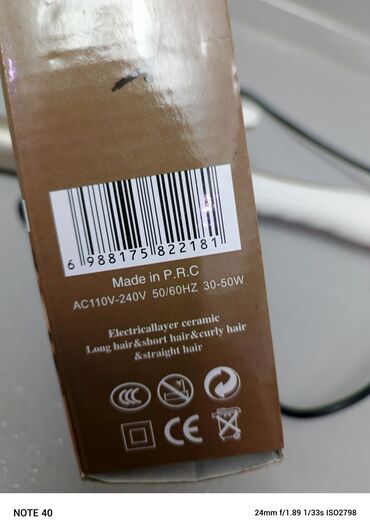 6 988175 822181
Made in P.R.C
AC110V-240V 50/60HZ 30-50W
Electricallayer ceramic
Long hair&short hair&curly hair
&straight hair
CCC
CE
NOTE 40
24mm f/1.89 1/33s ISO2798